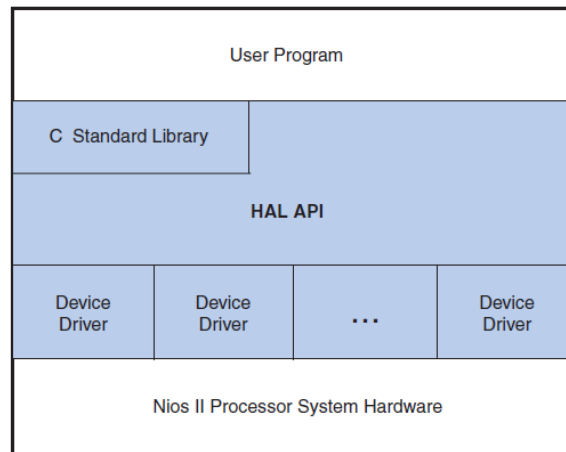 User Program
C Standard Library
HAL API
Device
Driver
Device
Driver
...
Device
Driver
Nios II Processor System Hardware